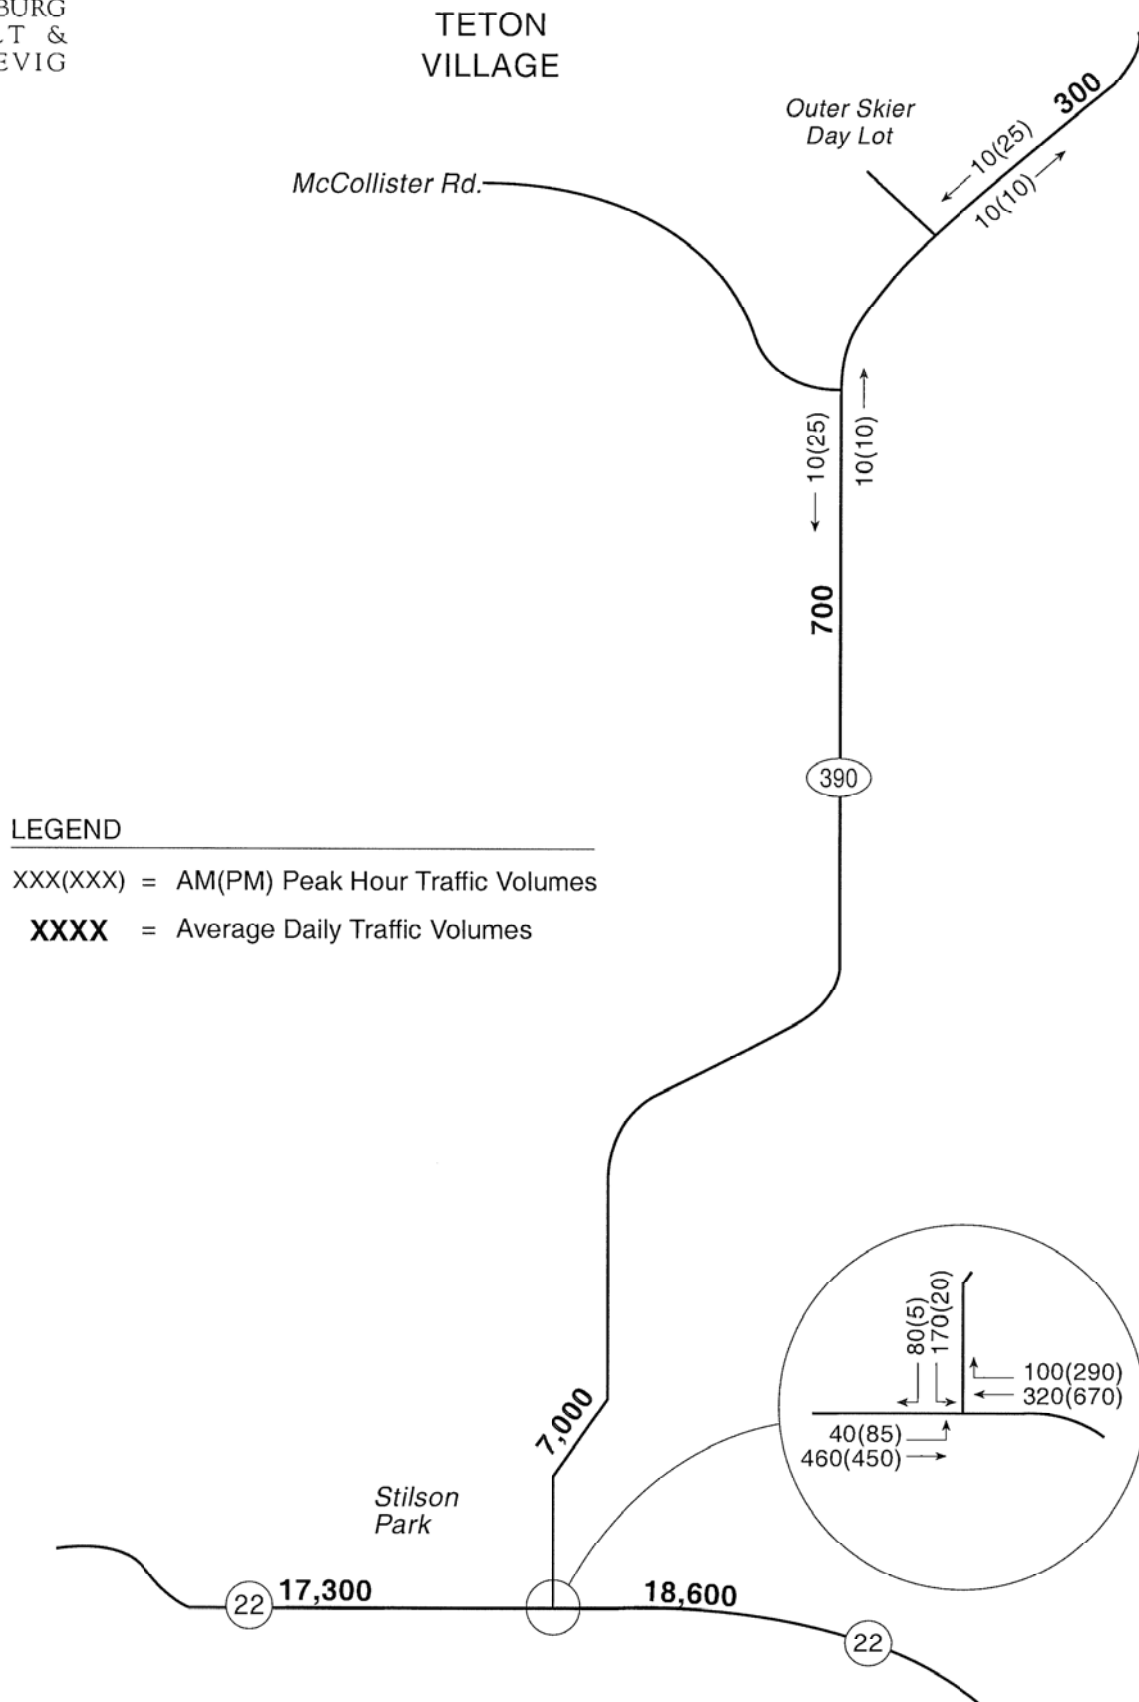 BURG
LT &
EVIG
TETON
VILLAGE
Outer Skier
Day Lot
300
10(25)
10(10)
McCollister Rd.
10(25)
10(10)
700
390
LEGEND
XXX(XXX) = AM(PM) Peak Hour Traffic Volumes
XXXX = Average Daily Traffic Volumes
80(5)
170(20)
100(290)
320(670)
40(85)
460(450)
7,000
Stilson
Park
22
17,300
18,600
22